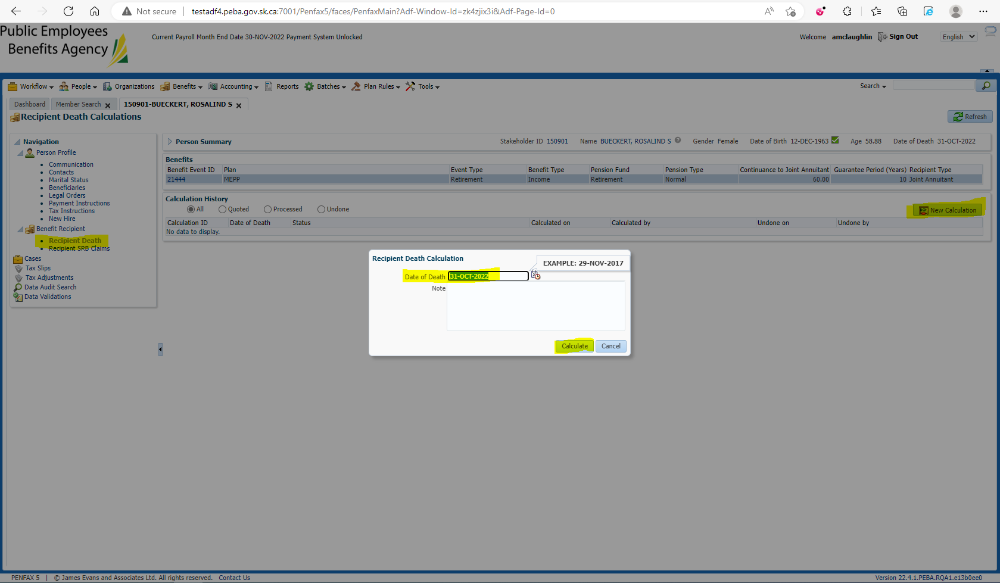 Not secure | testadf4.peba.gov.sk.ca:7001/Penfax5/faces/PenfaxMain?Adf-Window-Id=zk4zjix3i&Adf-Page-Id=0
Public Employees
Benefits Agency
Current Payroll Month End Date 30-NOV-2022 Payment System Unlocked
Welcome amclaughlin Sign Out English
Workflow People Organizations Benefits Accounting Reports Batches Plan Rules Tools Search
Dashboard Member Search 150901-BUECKERT, ROSALIND S
Recipient Death Calculations Refresh
Navigation
Person Profile
Communication
Contacts
Marital Status
Beneficiaries
Legal Orders
Payment Instructions
Tax Instructions
New Hire
Benefit Recipient
Recipient Death
Recipient SRB Claims
Cases
Tax Slips
Tax Adjustments
Data Audit Search
Data Validations
Person Summary Stakeholder ID 150901 Name BUECKERT, ROSALIND S Gender Female Date of Birth 12-DEC-1963 Age 58.88 Date of Death 31-OCT-2022
Benefits
Benefit Event ID Plan Event Type Benefit Type Pension Fund Pension Type Continuance to Joint Annuitant Guarantee Period (Years) Recipient Type
21444 MEPP Retirement Income Retirement Normal 60.00 10 Joint Annuitant
Calculation History
All Quoted Processed Undone New Calculation
Calculation ID Date of Death Status Calculated on Calculated by Undone on Undone by
No data to display.
Recipient Death Calculation
EXAMPLE: 29-NOV-2017
Date of Death 31-OCT-2022
Note
Calculate Cancel
PENFAX 5 | © James Evans and Associates Ltd. All rights reserved. Contact Us Version 22.4.1.PEBA.RQA1.e13b0ee0